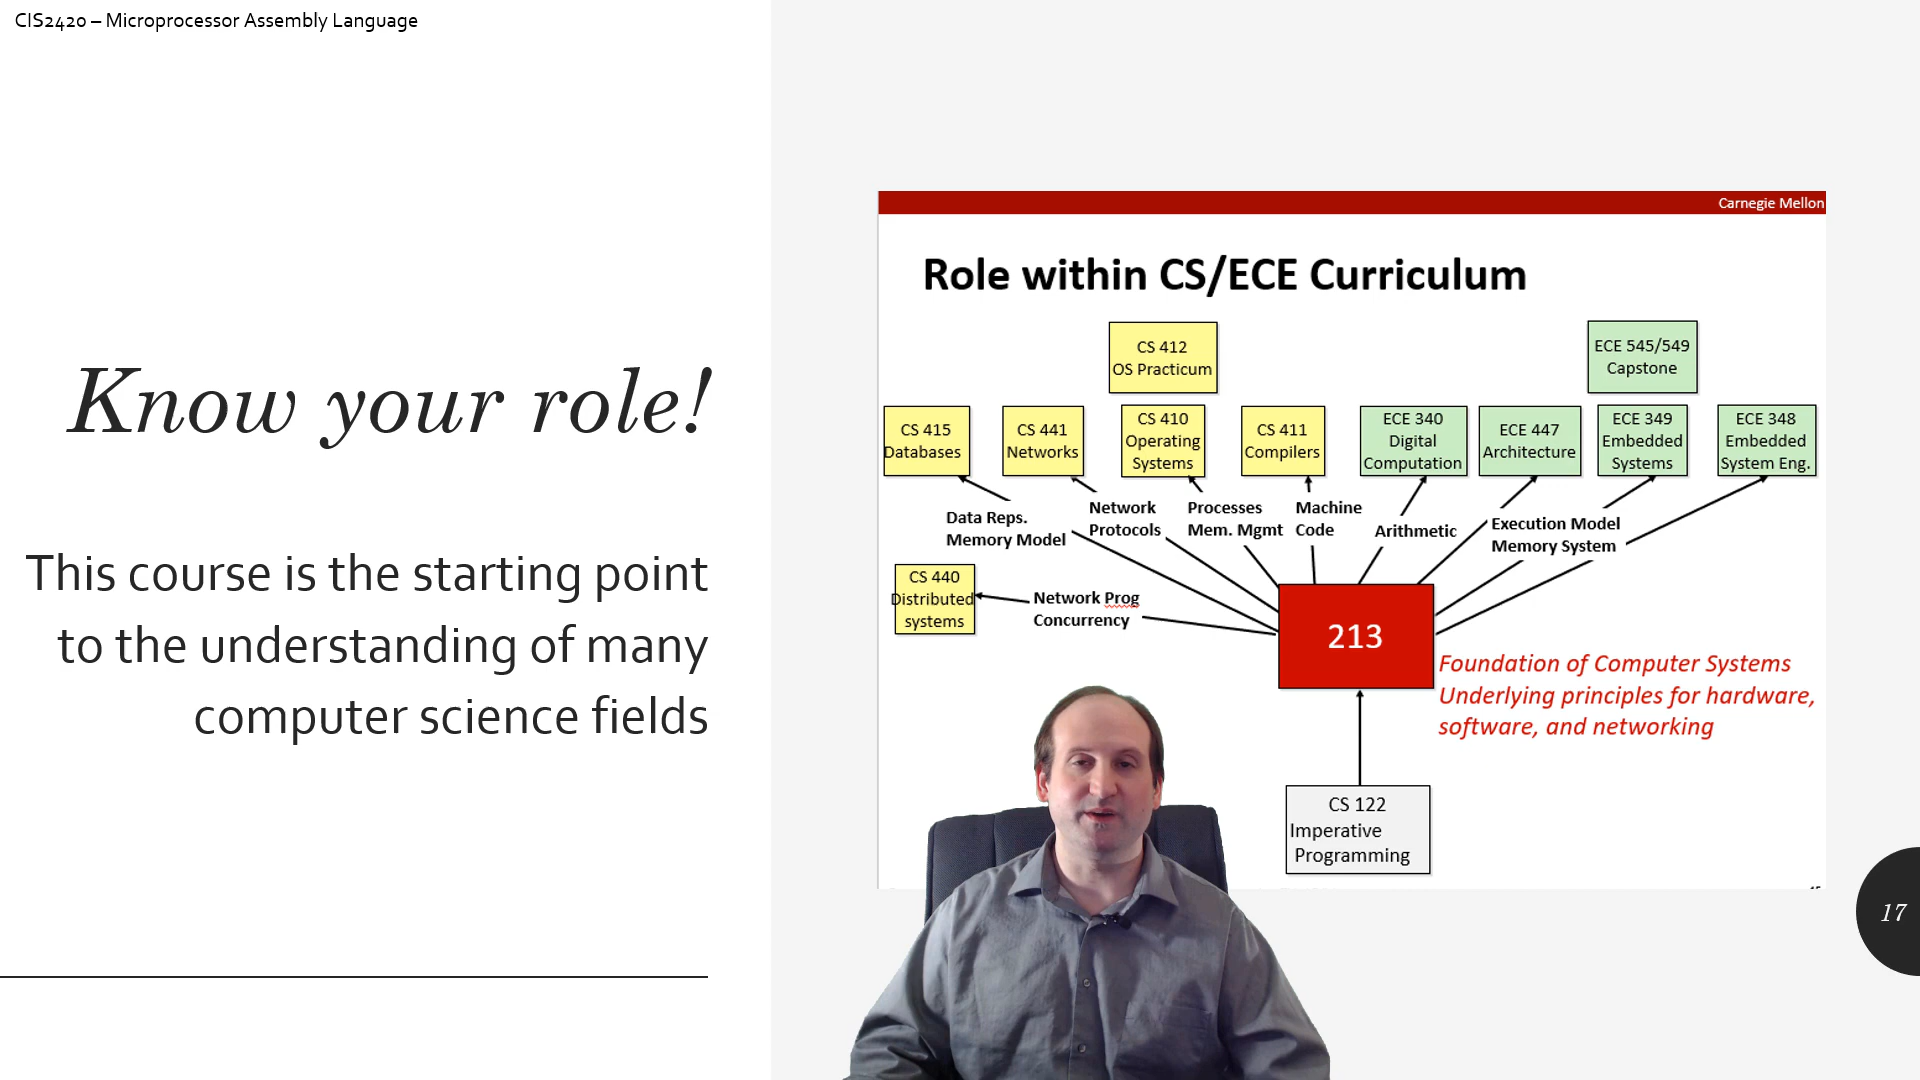 CIS2420 – Microprocessor Assembly Language
Know your role!
This course is the starting point
to the understanding of many
computer science fields
Carnegie Mellon
Role within CS/ECE Curriculum
CS 412
OS Practicum
ECE 545/549
Capstone
CS 415
Databases
CS 441
Networks
CS 410
Operating
Systems
CS 411
Compilers
ECE 340
Digital
Computation
ECE 447
Architecture
ECE 349
Embedded
Systems
ECE 348
Embedded
System Eng.
Data Reps.
Memory Model
Network
Protocols
Processes
Mem. Mgmt
Machine
Code
Arithmetic
Execution Model
Memory System
CS 440
Distributed
systems
Network Prog
Concurrency
213
Foundation of Computer Systems
Underlying principles for hardware,
software, and networking
CS 122
Imperative
Programming
17